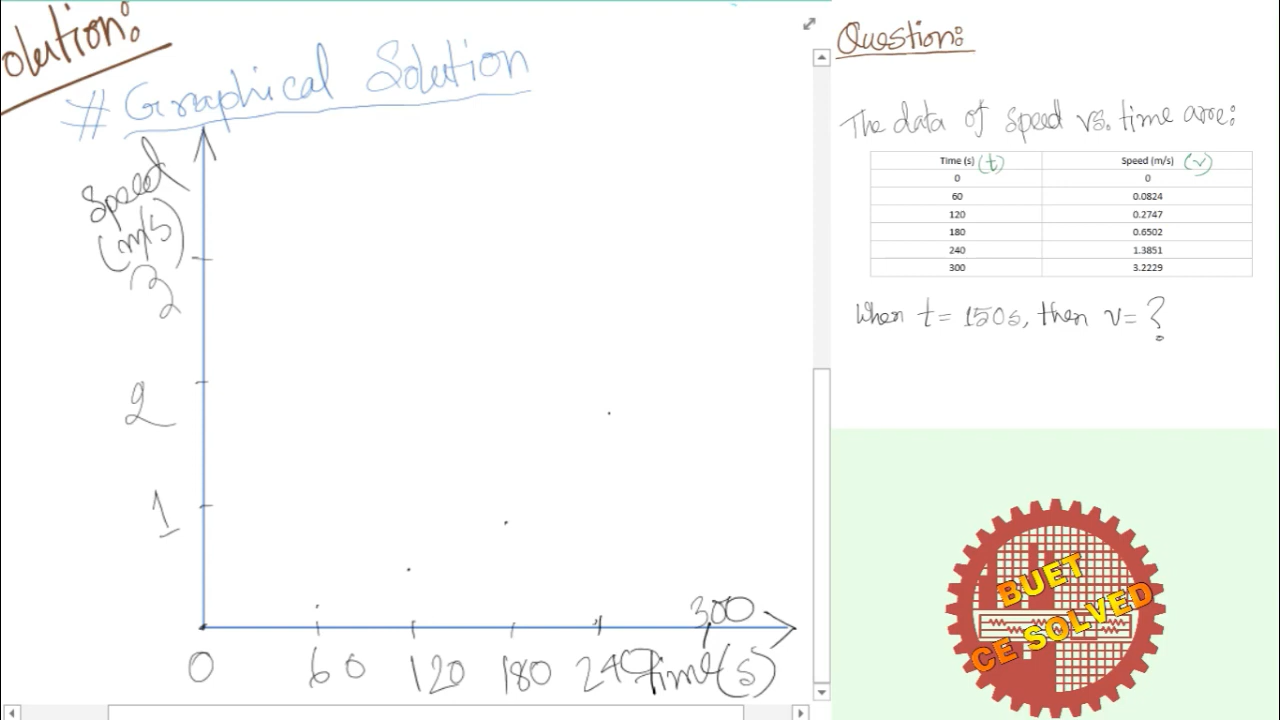 olution:
# Graphical Solution
Speed
(m/s)
3
2
1
0 60 120 180 240 Time(s)
300
Question:
The data of speed vs. time are:
Time (s) (t) Speed (m/s) (v)
0 0
60 0.0824
120 0.2747
180 0.6502
240 1.3851
300 3.2229
When t = 150s, then v = ?
BUET
CE SOLVED